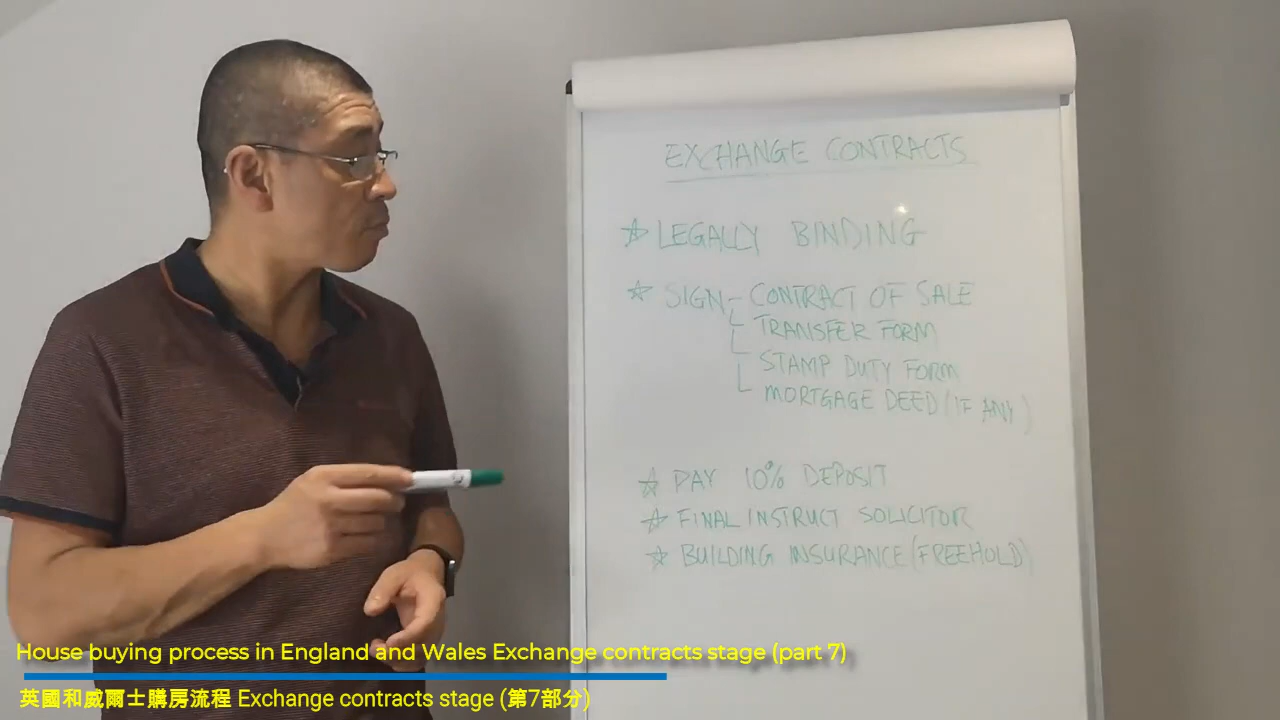 EXCHANGE CONTRACTS
☆ LEGALLY BINDING
☆ SIGN - CONTRACT OF SALE
TRANSFER FORM
STAMP DUTY FORM
MORTGAGE DEED (IF ANY)
☆ PAY 10% DEPOSIT
☆ FINAL INSTRUCT SOLICITOR
☆ BUILDING INSURANCE (FREEHOLD)
House buying process in England and Wales Exchange contracts stage (part 7)
英國和威爾士購房流程 Exchange contracts stage (第7部分)